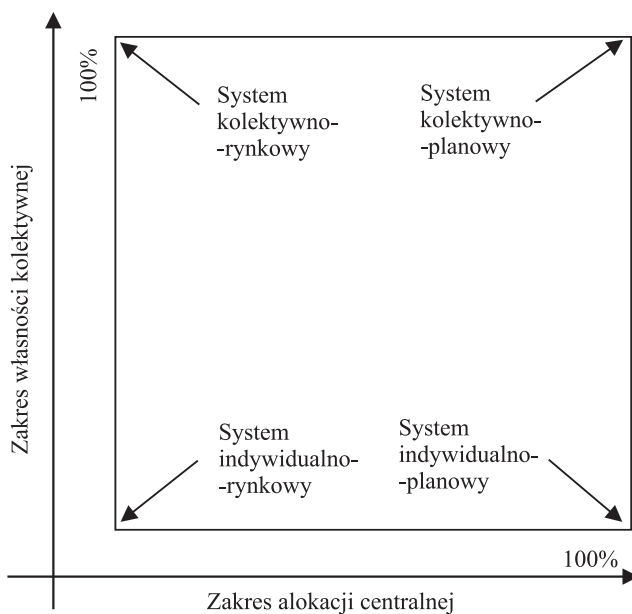 100%
System
kolektywno-
-rynkowy
System
kolektywno-
-planowy
Zakres własności kolektywnej
System
indywidualno-
-rynkowy
System
indywidualno-
-planowy
100%
Zakres alokacji centralnej